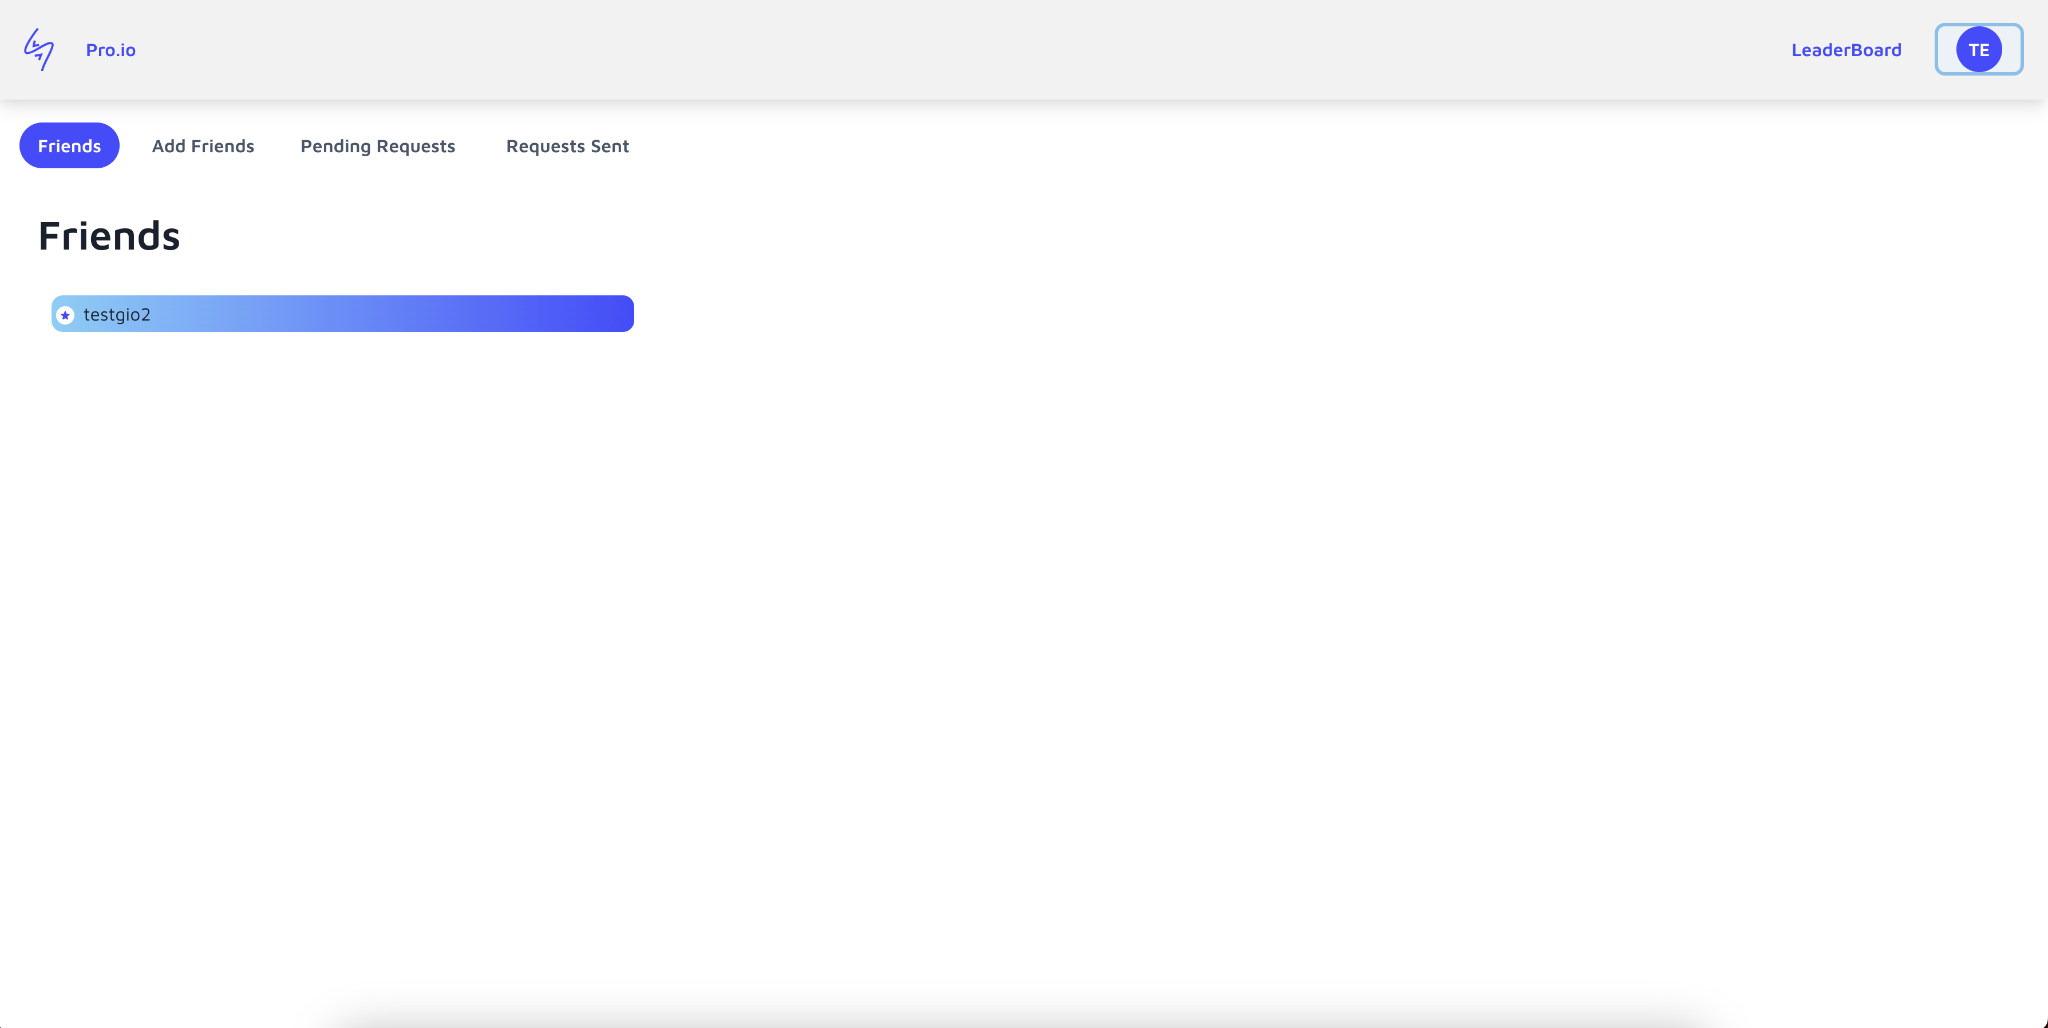 Pro.io
LeaderBoard
TE
Friends
Add Friends
Pending Requests
Requests Sent
Friends
testgio2